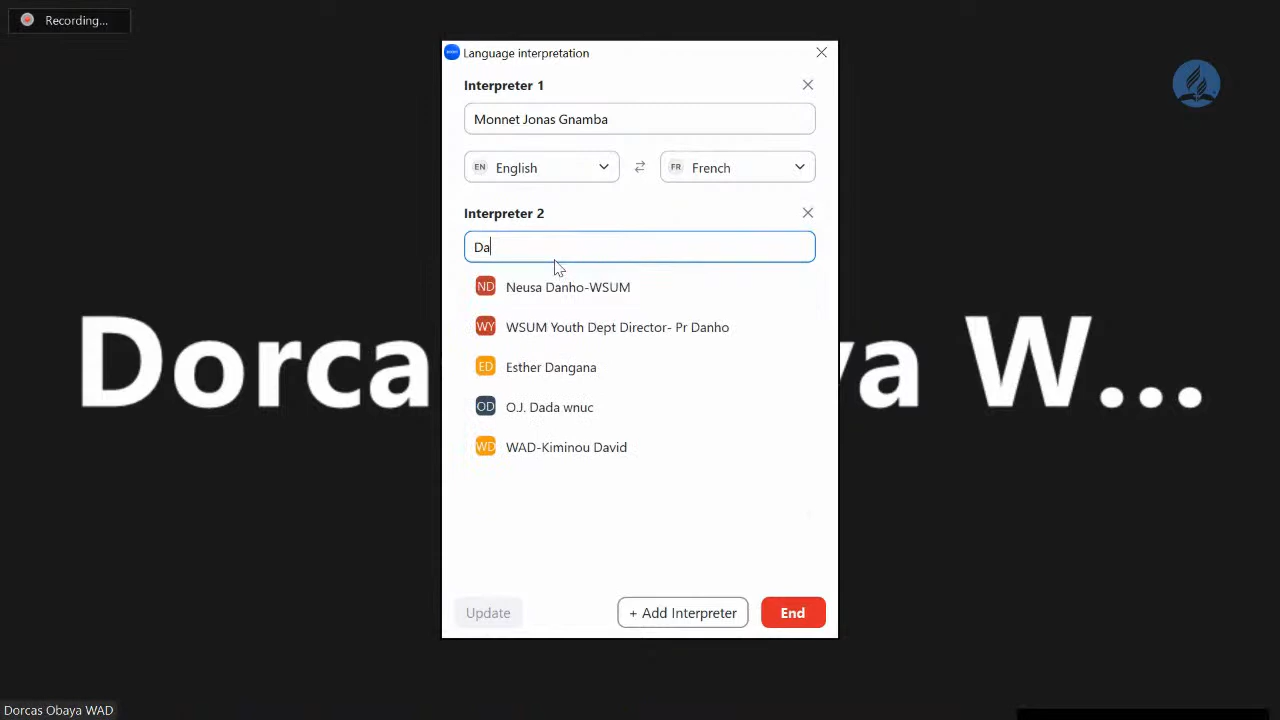 Recording...
Language interpretation
Interpreter 1
Monnet Jonas Gnamba
EN English
FR French
Interpreter 2
Da
ND Neusa Danho-WSUM
WY WSUM Youth Dept Director- Pr Danho
ED Esther Dangana
OD O.J. Dada wnuc
WD WAD-Kiminou David
Dorca
ya W...
Update
+ Add Interpreter
End
Dorcas Obaya WAD